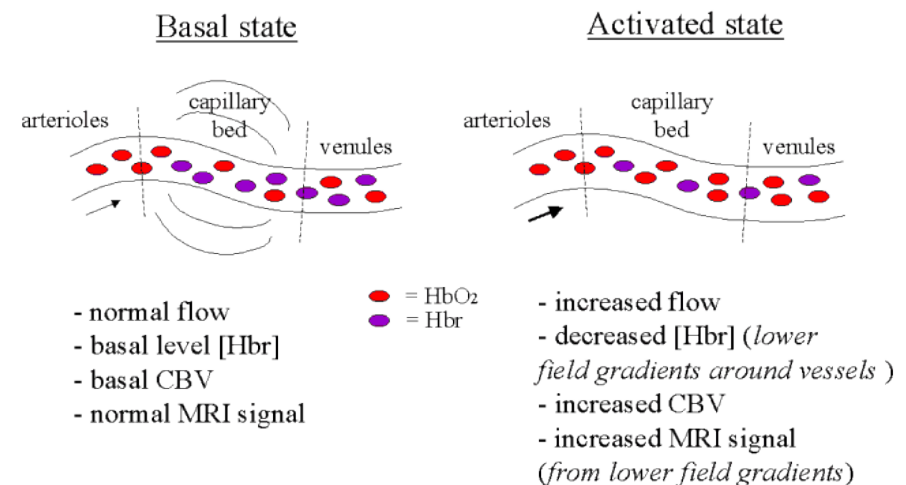 Basal state
arterioles
capillary
bed
venules
- normal flow
- basal level [Hbr]
- basal CBV
- normal MRI signal
= HbO₂
= Hbr
Activated state
arterioles
capillary
bed
venules
- increased flow
- decreased [Hbr] (lower
field gradients around vessels )
- increased CBV
- increased MRI signal
(from lower field gradients)